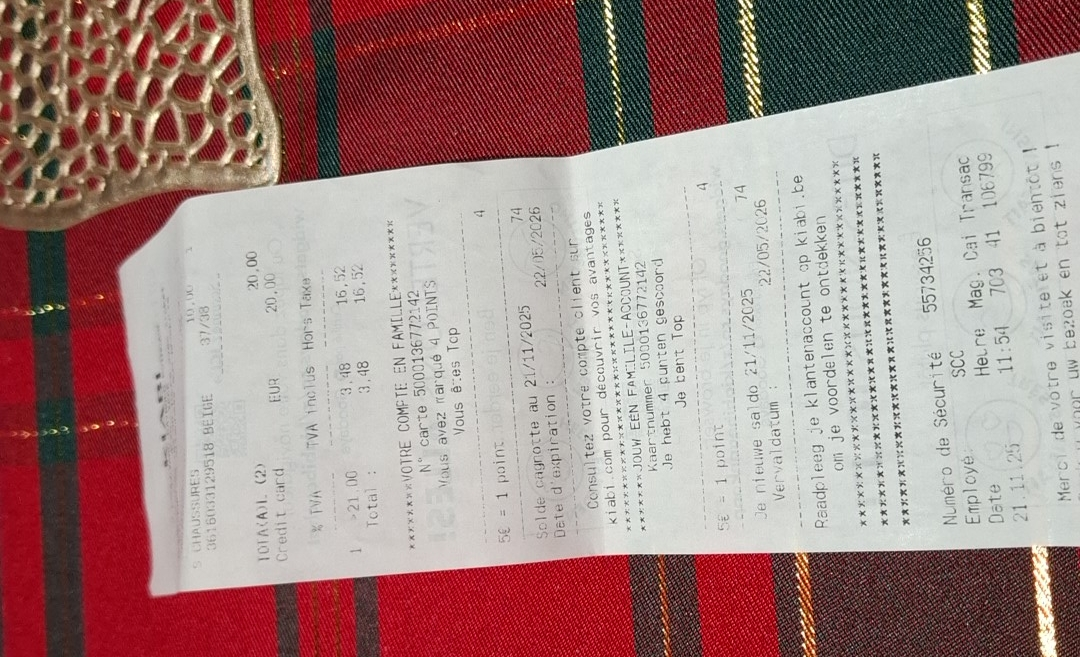 S CHAUSSURES 10,00 1
3616033129518 BEIGE 37/38
TOTA(A)L (2) 20,00
Credit card EUR 20,00
% TVA TVA inclus Hors Taxe
1 >21.00 3,48 16,52
Total : 3,48 16,52
*******VOTRE COMPTE EN FAMILLE********
N° carte 5000136772142
Vous avez marqué 4 POINTS
Vous êtes Top
5€ = 1 point 4
Solde cagnotte au 21/11/2025 74
Date d'expiration : 22/05/2026
Consultez votre compte client sur
kiabi.com pour découvrir vos avantages
*******JOUW EEN FAMILILE-ACCOUNT*******
Kaartnummer 5000136772142
Je hebt 4 punten gescoord
Je bent Top
5€ = 1 point 4
Je nieuwe saldo 21/11/2025 74
Vervaldatum : 22/05/2026
Raadpleeg je klantenaccount op kiabi.be
om je voordelen te ontdekken
Numéro de Sécurité 55734256
Employé SCC
Date Heure Mag. Cai Transac
21.11.25 11:54 703 41 106799
Merci de votre visite et à bientôt !
voor uw bezoek en tot ziens !